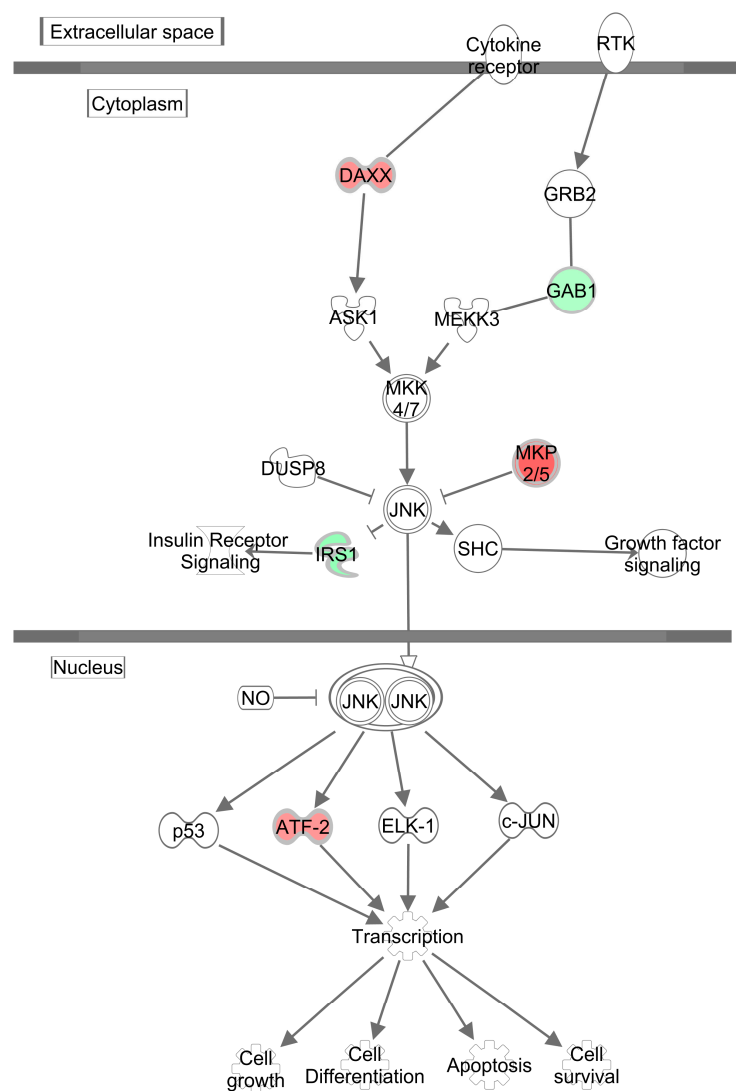 Extracellular space
Cytokine
receptor
RTK
Cytoplasm
DAXX
GRB2
GAB1
ASK1
MEKK3
MKK
4/7
DUSP8
MKP
2/5
JNK
Insulin Receptor
Signaling
IRS1
SHC
Growth factor
signaling
Nucleus
NO
JNK
JNK
p53
ATF-2
ELK-1
c-JUN
Transcription
Cell
growth
Cell
Differentiation
Apoptosis
Cell
survival